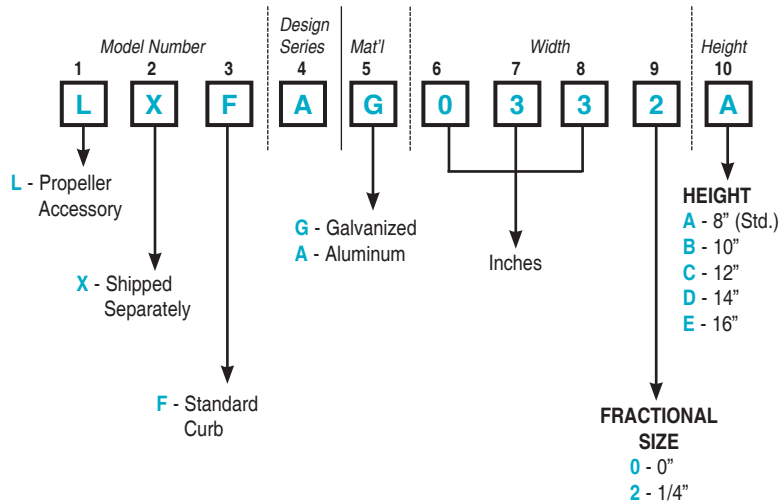 Design
Model Number Series Mat'l Width Height
1 2 3 4 5 6 7 8 9 10
L X F A G 0 3 3 2 A
L - Propeller
Accessory
X - Shipped
Separately
F - Standard
Curb
G - Galvanized
A - Aluminum
Inches
FRACTIONAL
SIZE
0 - 0”
2 - 1/4”
HEIGHT
A - 8” (Std.)
B - 10”
C - 12”
D - 14”
E - 16”